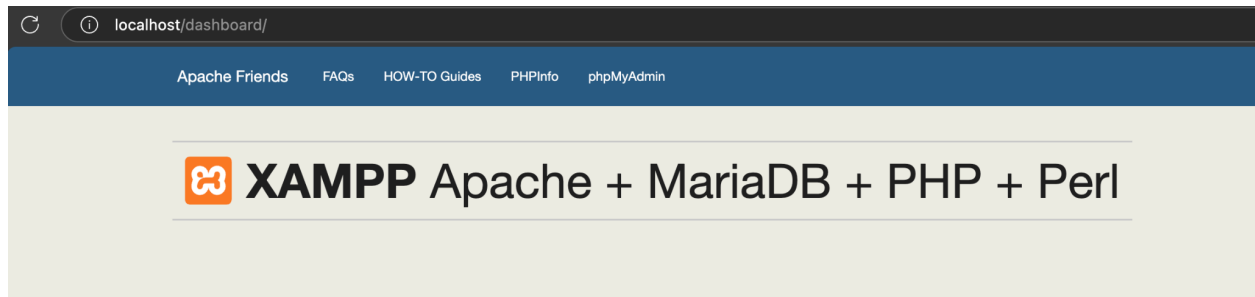 localhost/dashboard/
Apache Friends FAQs HOW-TO Guides PHPInfo phpMyAdmin
XAMPP Apache + MariaDB + PHP + Perl